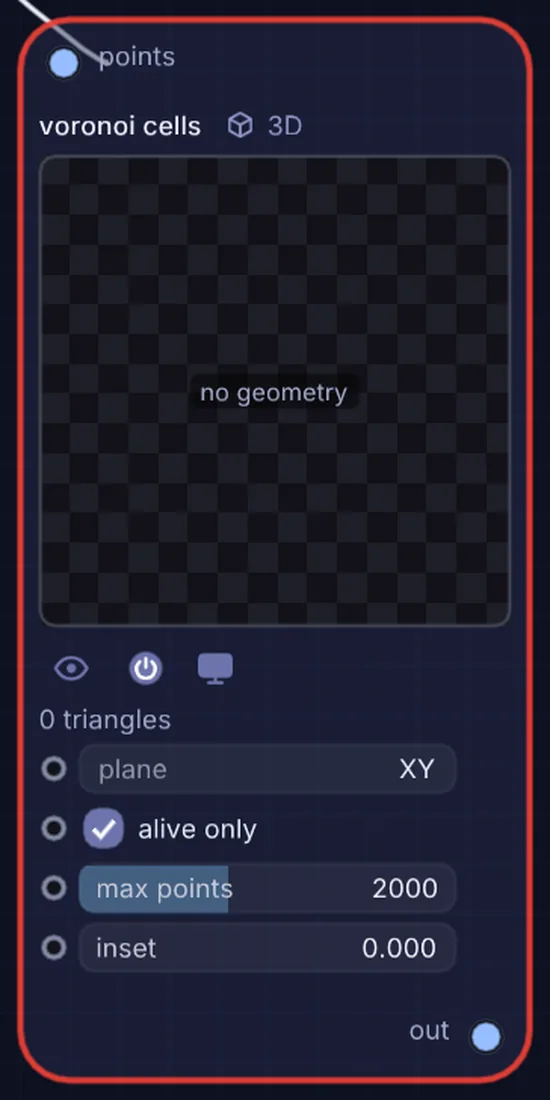 points
voronoi cells 3D
no geometry
0 triangles
plane XY
alive only
max points 2000
inset 0.000
out